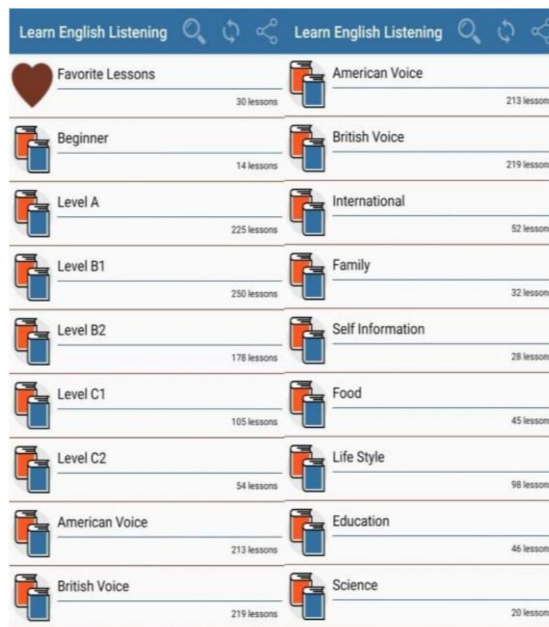 Learn English Listening
Favorite Lessons
30 lessons
Beginner
14 lessons
Level A
225 lessons
Level B1
250 lessons
Level B2
178 lessons
Level C1
105 lessons
Level C2
54 lessons
American Voice
213 lessons
British Voice
219 lessons
Learn English Listening
American Voice
213 lesson
British Voice
219 lesson
International
52 lesson
Family
32 lesson
Self Information
28 lesson
Food
45 lesson
Life Style
98 lesson
Education
46 lesson
Science
20 lesson